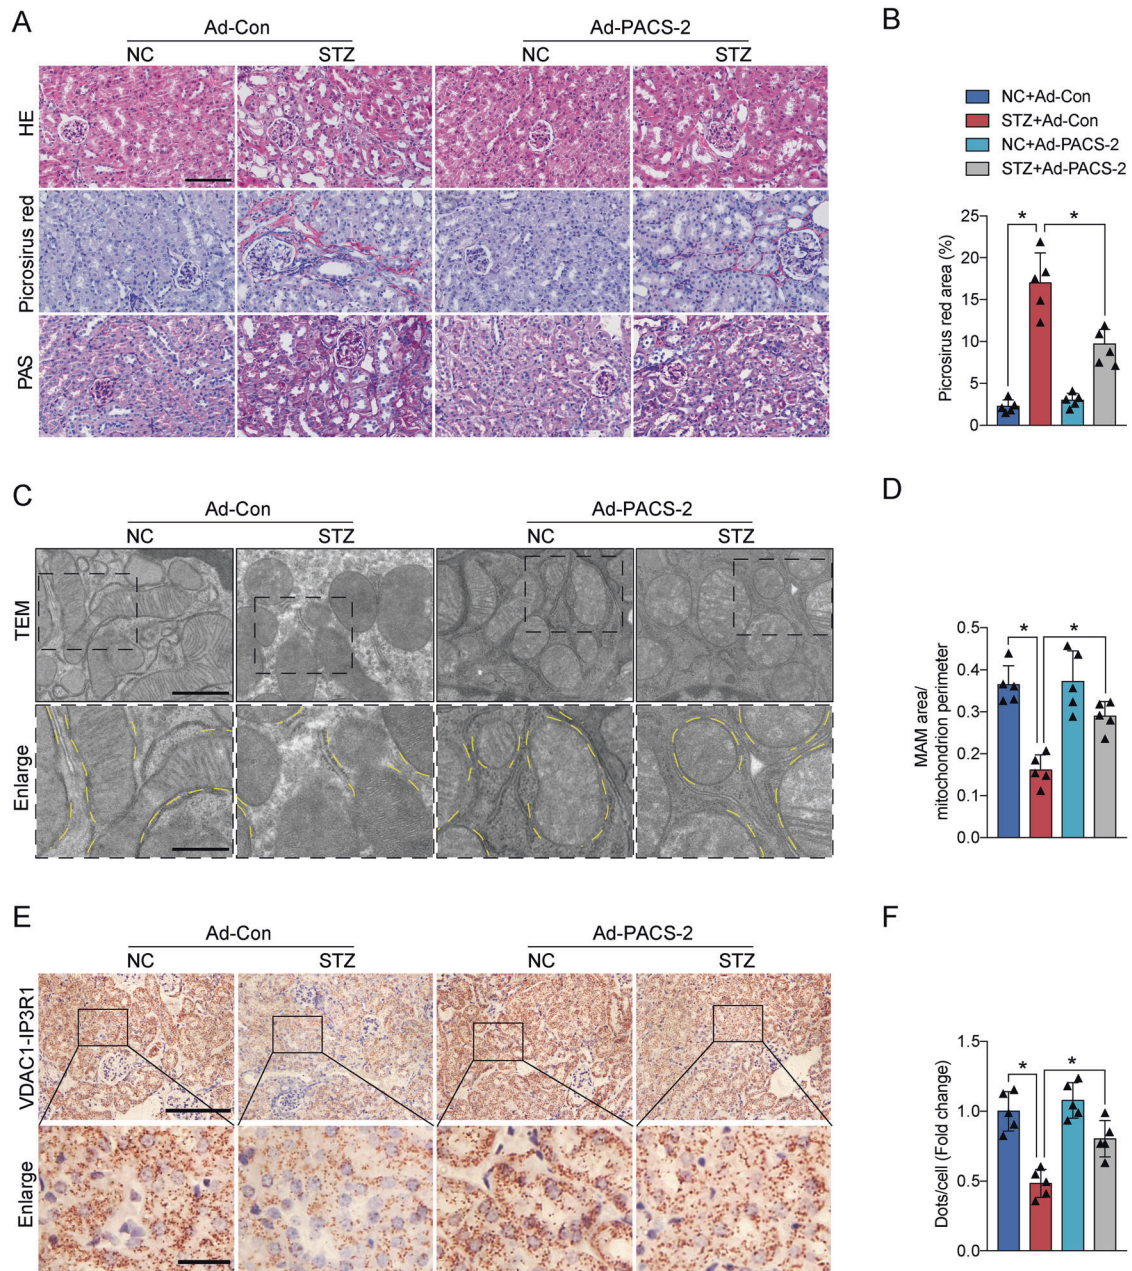 A
Ad-Con
Ad-PACS-2
NC
STZ
NC
STZ
HE
Picrosirus red
PAS
B
NC+Ad-Con
STZ+Ad-Con
NC+Ad-PACS-2
STZ+Ad-PACS-2
Picrosirus red area (%)
25
20
15
10
5
0
*
*
C
Ad-Con
Ad-PACS-2
NC
STZ
NC
STZ
TEM
Enlarge
D
MAM area/
mitochondrion perimeter
0.5
0.4
0.3
0.2
0.1
0.0
*
*
E
Ad-Con
Ad-PACS-2
NC
STZ
NC
STZ
VDAC1-IP3R1
Enlarge
F
Dots/cell (Fold change)
1.5
1.0
0.5
0.0
*
*